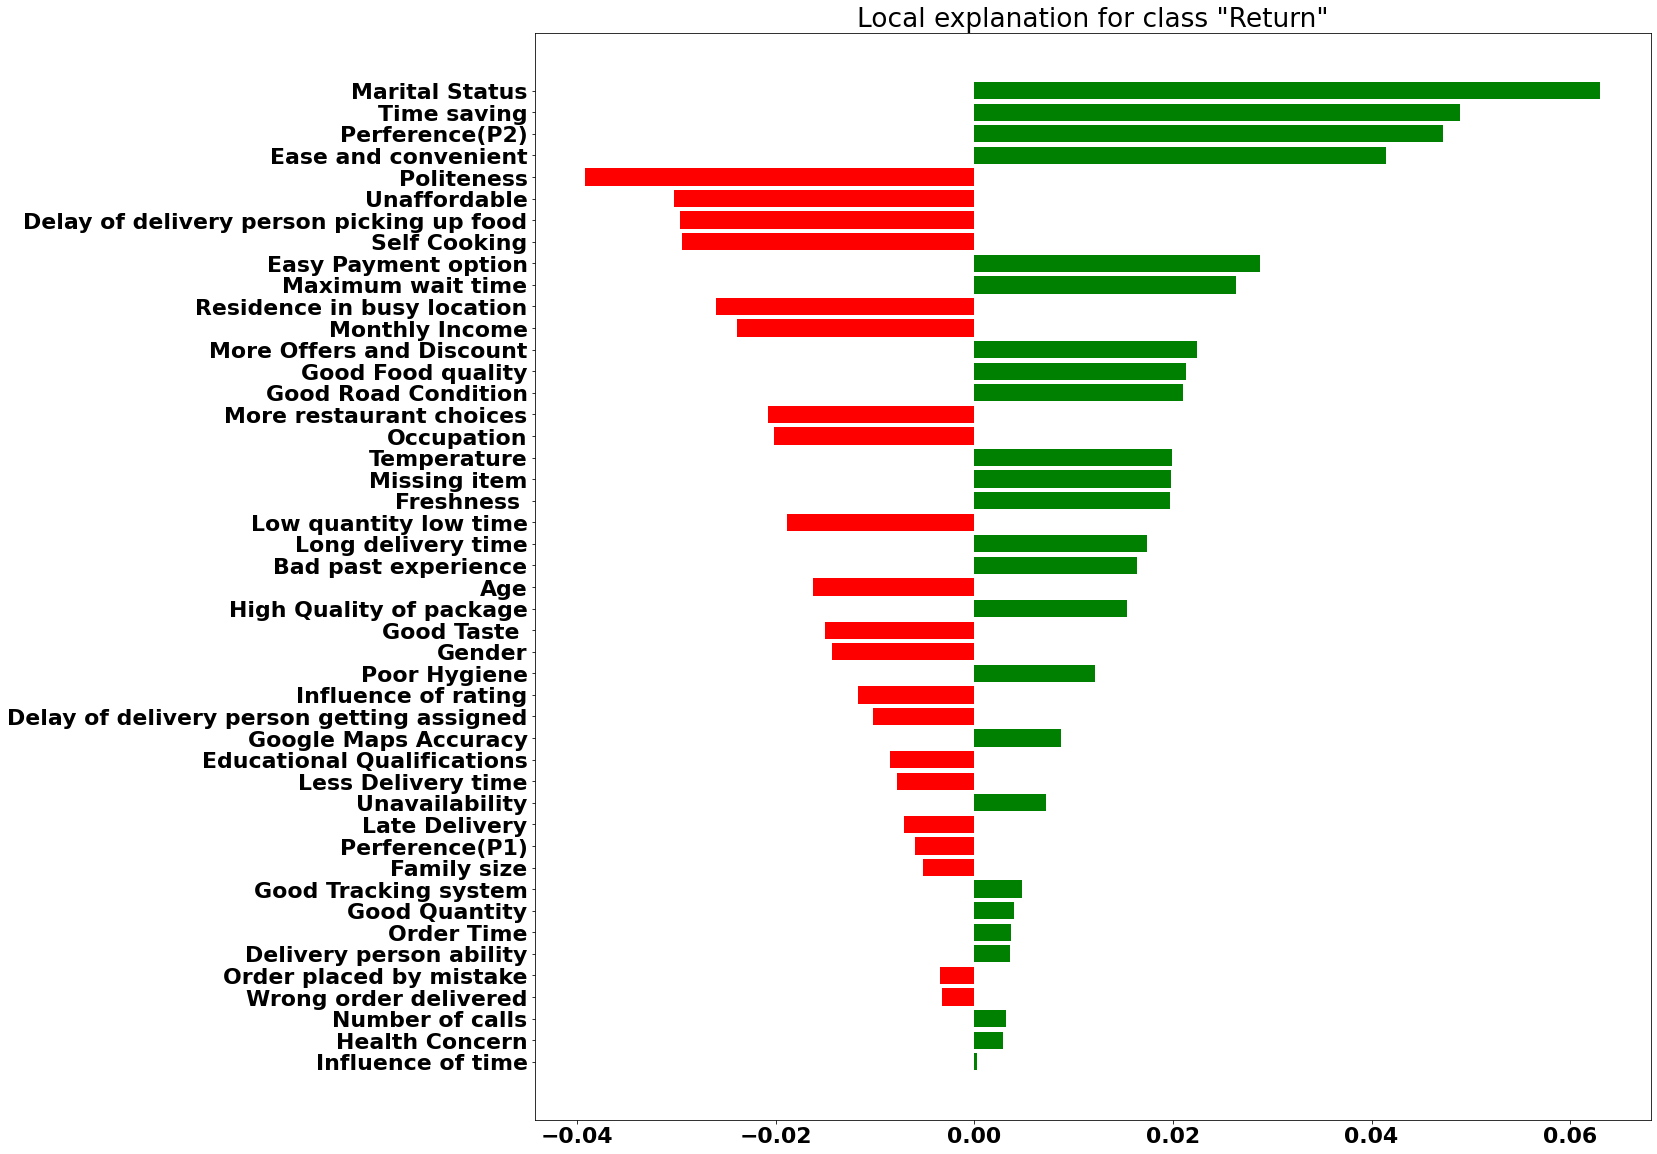 Local explanation for class "Return"
Marital Status
Time saving
Perference(P2)
Ease and convenient
Politeness
Unaffordable
Delay of delivery person picking up food
Self Cooking
Easy Payment option
Maximum wait time
Residence in busy location
Monthly Income
More Offers and Discount
Good Food quality
Good Road Condition
More restaurant choices
Occupation
Temperature
Missing item
Freshness
Low quantity low time
Long delivery time
Bad past experience
Age
High Quality of package
Good Taste
Gender
Poor Hygiene
Influence of rating
Delay of delivery person getting assigned
Google Maps Accuracy
Educational Qualifications
Less Delivery time
Unavailability
Late Delivery
Perference(P1)
Family size
Good Tracking system
Good Quantity
Order Time
Delivery person ability
Order placed by mistake
Wrong order delivered
Number of calls
Health Concern
Influence of time
−0.04 −0.02 0.00 0.02 0.04 0.06